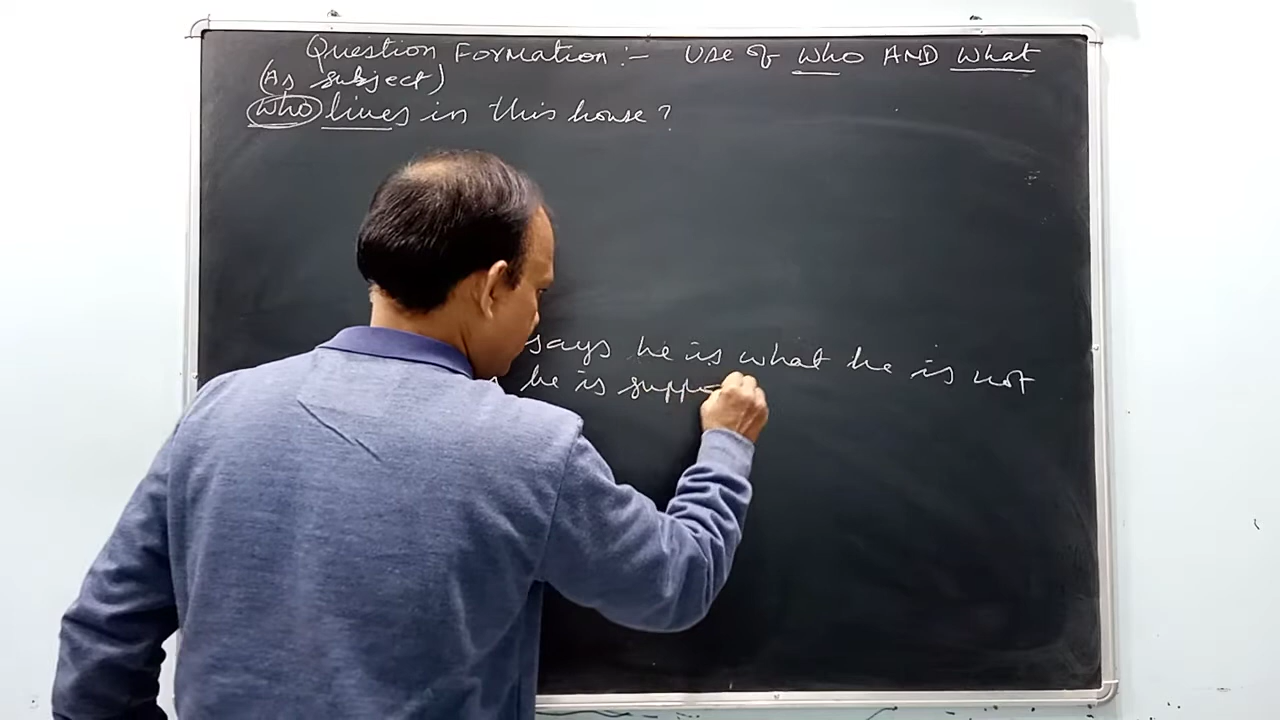 Question Formation :- Use of Who AND What
(As subject)
Who lives in this house ?
says he is what he is not
he is